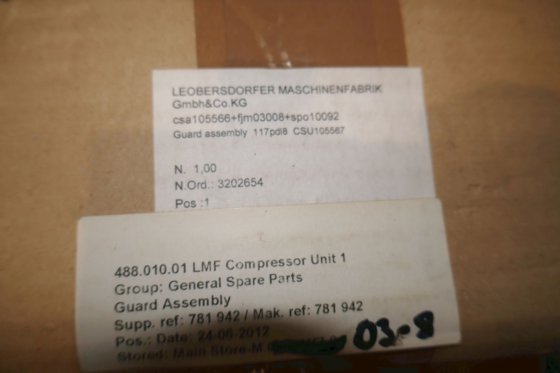 LEOBERSDORFER MASCHINENFABRIK
Gmbh&Co.KG
csa105566+fjm03008+spo10092
Guard assembly 117pdl8 CSU105567
N. 1,00
N.Ord.: 3202654
Pos :1
488.010.01 LMF Compressor Unit 1
Group: General Spare Parts
Guard Assembly
Supp. ref: 781 942 / Mak. ref: 781 942
Pos.: Date: 24-06-2012
Stored: Main Store-M
03-8